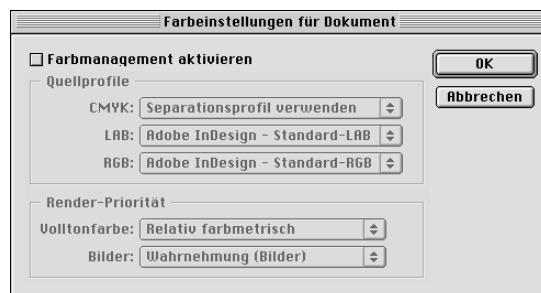 Farbeinstellungen für Dokument
Farbmanagement aktivieren
OK
Abbrechen
Quellprofile
CMYK: Separationsprofil verwenden
LAB: Adobe InDesign - Standard-LAB
RGB: Adobe InDesign - Standard-RGB
Render-Priorität
Volltonfarbe: Relativ farbmetrisch
Bilder: Wahrnehmung (Bilder)